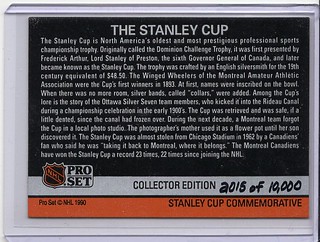 THE STANLEY CUP
The Stanley Cup is North America's oldest and most prestigious professional sports
championship trophy. Originally called the Dominion Challenge Trophy, it was first presented by
Frederick Arthur, Lord Stanley of Preston, the sixth Governor General of Canada, and later
became known as the Stanley Cup. The trophy was crafted by an English silversmith for the 19th
century equivalent of $48.50. The Winged Wheelers of the Montreal Amateur Athletic
Association were the Cup's first winners in 1893. At first, names were inscribed on the bowl.
When there was no more room, silver bands, called "collars," were added. Among the Cup's
lore is the story of the Ottawa Silver Seven team members, who kicked it into the Rideau Canal
during a championship celebration in the early 1900's. The Cup was retrieved and was safe, if a
little dented, since the canal had frozen over. During the next decade, a Montreal team forgot
the Cup in a local photo studio. The photographer's mother used it as a flower pot until her son
discovered it. The Stanley Cup was almost stolen from Chicago Stadium in 1962 by a Canadiens'
fan who said he was "taking it back to Montreal, where it belongs." The Montreal Canadiens
have won the Stanley Cup a record 23 times, 22 times since joining the NHL.
NHL
PRO
SET
COLLECTOR EDITION 2015 of 10,000
Pro Set © NHL 1990
STANLEY CUP COMMEMORATIVE